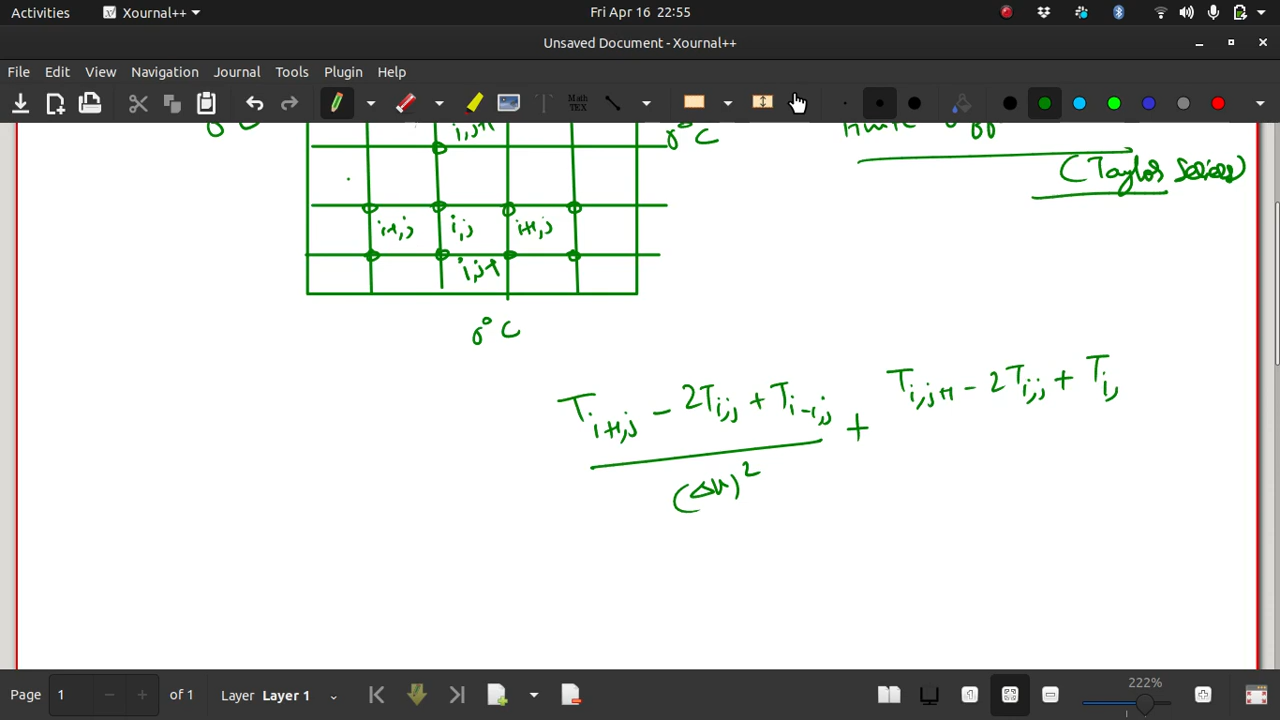 Activities Xournal++ Fri Apr 16 22:55
Unsaved Document - Xournal++
File Edit View Navigation Journal Tools Plugin Help
Math TEX
i,j+1
0° C
(Taylor Series)
i-1,j i,j i+1,j
i,j-1
0° C
T i+1,j - 2T i,j + T i-1,j + T i,j+1 - 2T i,j + T i,
(Δx)²
222%
Page 1 of 1 Layer Layer 1